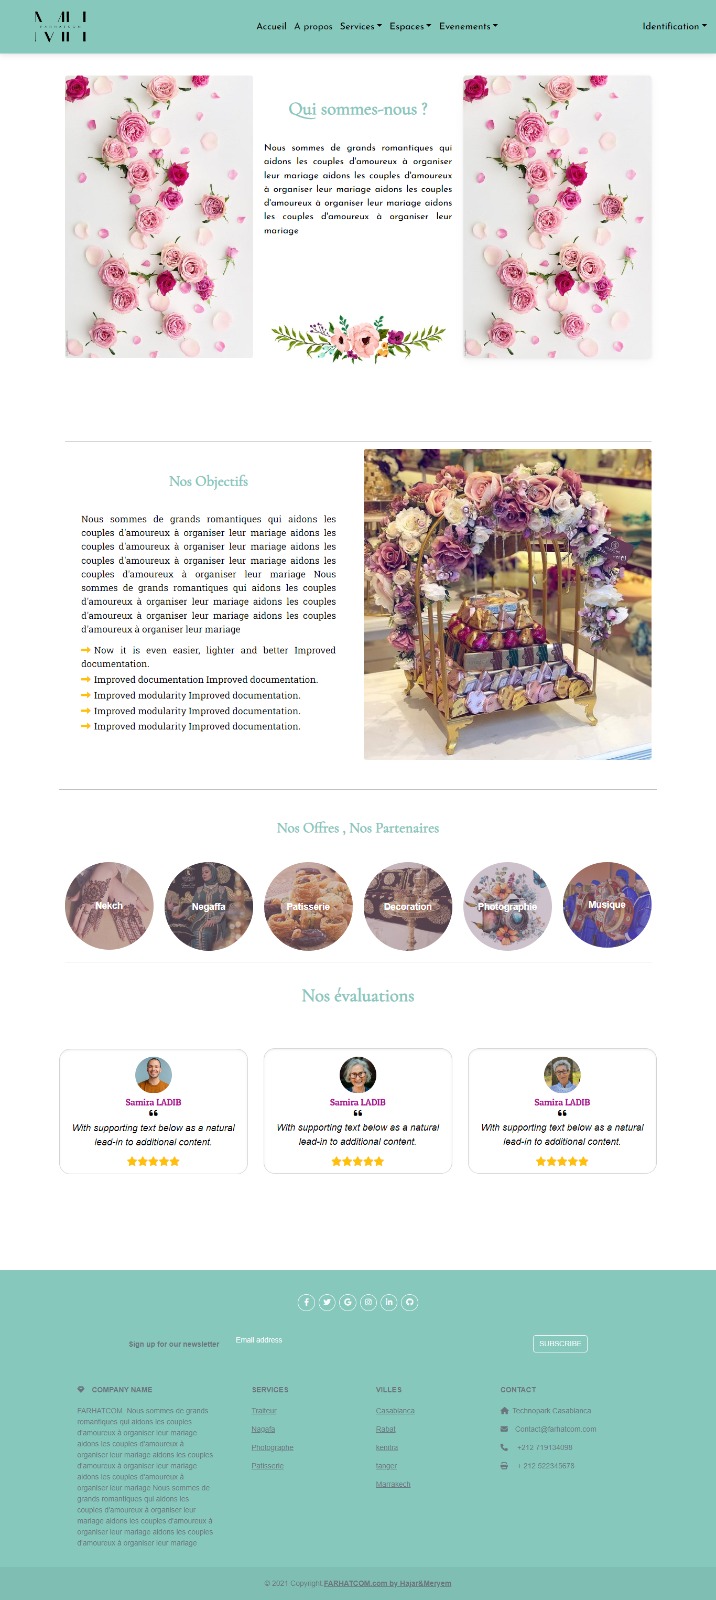 Accueil A propos Services Espaces Evenements Identification
Qui sommes-nous ?
Nous sommes de grands romantiques qui
aidons les couples d'amoureux à organiser
leur mariage aidons les couples d'amoureux
à organiser leur mariage aidons les couples
d'amoureux à organiser leur mariage aidons
les couples d'amoureux à organiser leur
mariage
Nos Objectifs
Nous sommes de grands romantiques qui aidons les
couples d'amoureux à organiser leur mariage aidons les
couples d'amoureux à organiser leur mariage aidons les
couples d'amoureux à organiser leur mariage aidons les
couples d'amoureux à organiser leur mariage Nous
sommes de grands romantiques qui aidons les couples
d'amoureux à organiser leur mariage aidons les couples
d'amoureux à organiser leur mariage aidons les couples
d'amoureux à organiser leur mariage
Now it is even easier, lighter and better Improved
documentation.
Improved documentation Improved documentation.
Improved modularity Improved documentation.
Improved modularity Improved documentation.
Improved modularity Improved documentation.
Nos Offres , Nos Partenaires
Nekch
Negaffa
Patisserie
Decoration
Photographie
Musique
Nos évaluations
Samira LADIB
With supporting text below as a natural
lead-in to additional content.
Samira LADIB
With supporting text below as a natural
lead-in to additional content.
Samira LADIB
With supporting text below as a natural
lead-in to additional content.
Sign up for our newsletter
Email address
SUBSCRIBE
COMPANY NAME
FARHATCOM Nous sommes de grands
romantiques qui aidons les couples
d'amoureux à organiser leur mariage
aidons les couples d'amoureux à
organiser leur mariage aidons les couples
d'amoureux à organiser leur mariage
aidons les couples d'amoureux à
organiser leur mariage Nous sommes de
grands romantiques qui aidons les
couples d'amoureux à organiser leur
mariage aidons les couples d'amoureux à
organiser leur mariage aidons les couples
d'amoureux à organiser leur mariage
SERVICES
Traiteur
Nagafa
Photographe
Patisserie
VILLES
Casablanca
Rabat
kenitra
tanger
Marrakech
CONTACT
Technopark Casablanca
Contact@farhatcom.com
+212 719134098
+ 212 522345678
© 2021 Copyright FARHATCOM.com by Hajar&Meryem